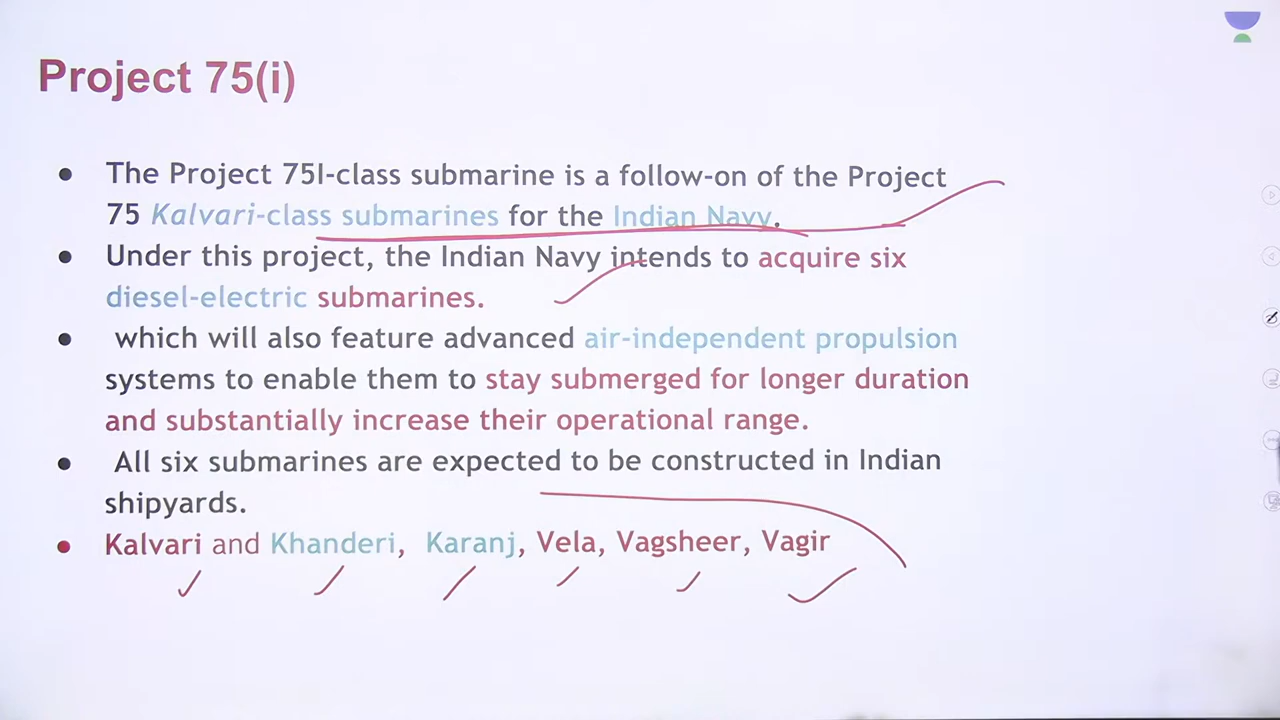 Project 75(i)
● The Project 75I-class submarine is a follow-on of the Project
75 Kalvari-class submarines for the Indian Navy.
● Under this project, the Indian Navy intends to acquire six
diesel-electric submarines.
● which will also feature advanced air-independent propulsion
systems to enable them to stay submerged for longer duration
and substantially increase their operational range.
● All six submarines are expected to be constructed in Indian
shipyards.
● Kalvari and Khanderi, Karanj, Vela, Vagsheer, Vagir